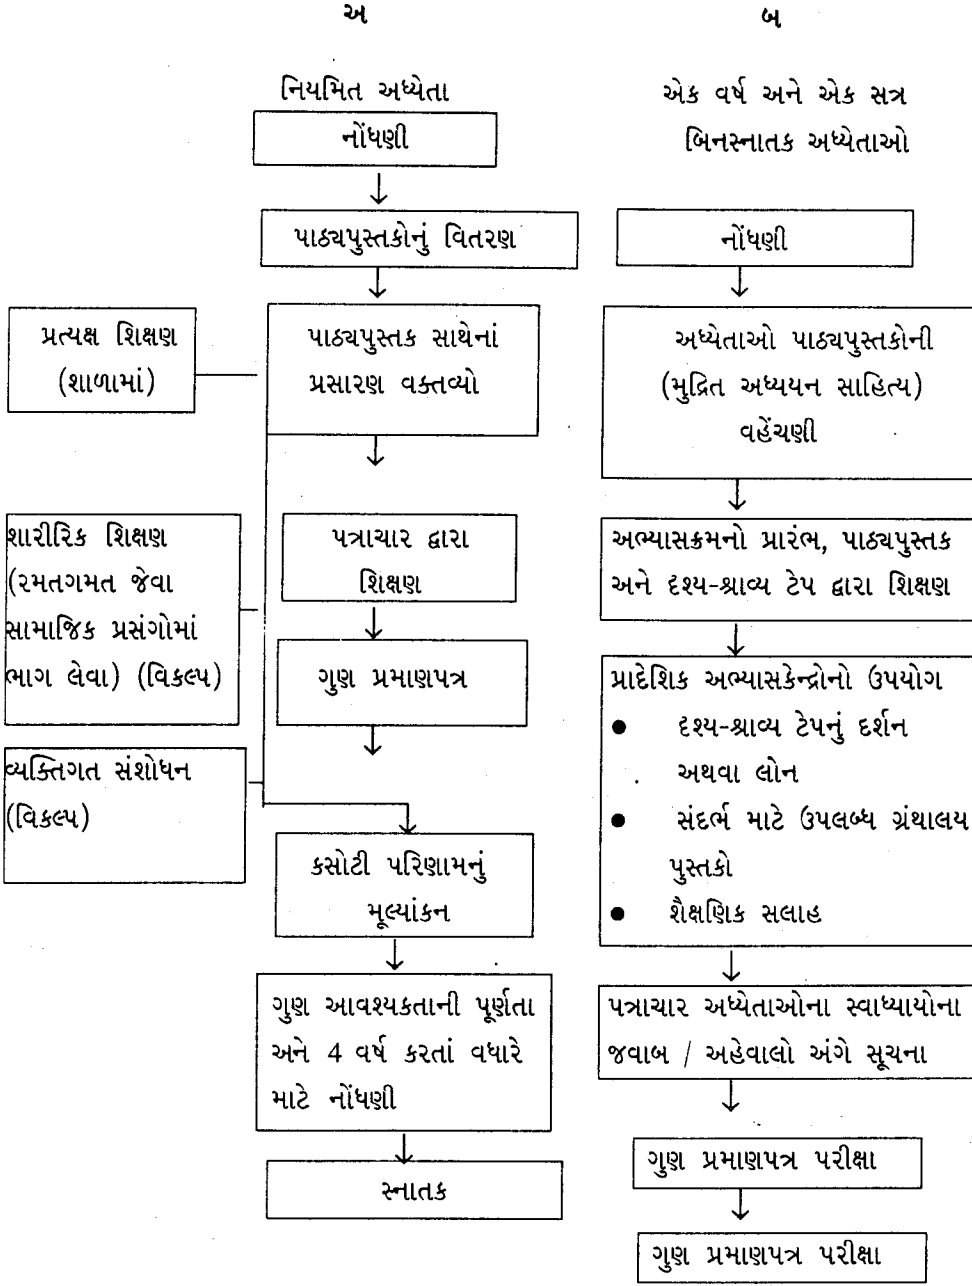 અ
નિયમિત અધ્યેતા
નોંધણી
પાઠ્યપુસ્તકોનું વિતરણ
પ્રત્યક્ષ શિક્ષણ
(શાળામાં)
પાઠ્યપુસ્તક સાથેનાં
પ્રસારણ વક્તવ્યો
શારીરિક શિક્ષણ
(રમતગમત જેવા
સામાજિક પ્રસંગોમાં
ભાગ લેવા) (વિકલ્પ)
પત્રાચાર દ્વારા
શિક્ષણ
ગુણ પ્રમાણપત્ર
વ્યક્તિગત સંશોધન
(વિકલ્પ)
કસોટી પરિણામનું
મૂલ્યાંકન
ગુણ આવશ્યકતાની પૂર્ણતા
અને 4 વર્ષ કરતાં વધારે
માટે નોંધણી
સ્નાતક
બ
એક વર્ષ અને એક સત્ર
બિનસ્નાતક અધ્યેતાઓ
નોંધણી
અધ્યેતાઓ પાઠ્યપુસ્તકોની
(મુદ્રિત અધ્યયન સાહિત્ય)
વહેંચણી
અભ્યાસક્રમનો પ્રારંભ, પાઠ્યપુસ્તક
અને દૃશ્ય-શ્રાવ્ય ટેપ દ્વારા શિક્ષણ
પ્રાદેશિક અભ્યાસકેન્દ્રોનો ઉપયોગ
● દૃશ્ય-શ્રાવ્ય ટેપનું દર્શન
અથવા લોન
● સંદર્ભ માટે ઉપલબ્ધ ગ્રંથાલય
પુસ્તકો
● શૈક્ષણિક સલાહ
પત્રાચાર અધ્યેતાઓના સ્વાધ્યાયોના
જવાબ / અહેવાલો અંગે સૂચના
ગુણ પ્રમાણપત્ર પરીક્ષા
ગુણ પ્રમાણપત્ર પરીક્ષા